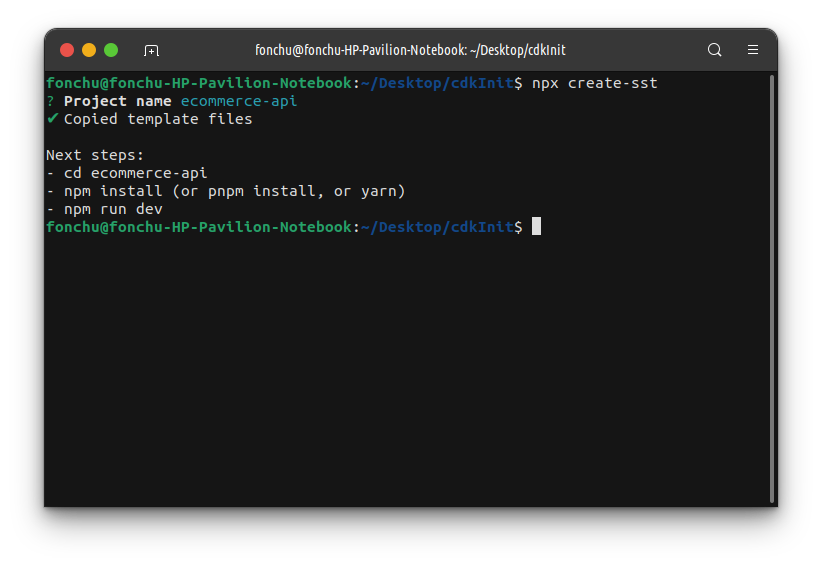 fonchu@fonchu-HP-Pavilion-Notebook: ~/Desktop/cdkInit
fonchu@fonchu-HP-Pavilion-Notebook:~/Desktop/cdkInit$ npx create-sst
? Project name ecommerce-api
✔ Copied template files
Next steps:
- cd ecommerce-api
- npm install (or pnpm install, or yarn)
- npm run dev
fonchu@fonchu-HP-Pavilion-Notebook:~/Desktop/cdkInit$